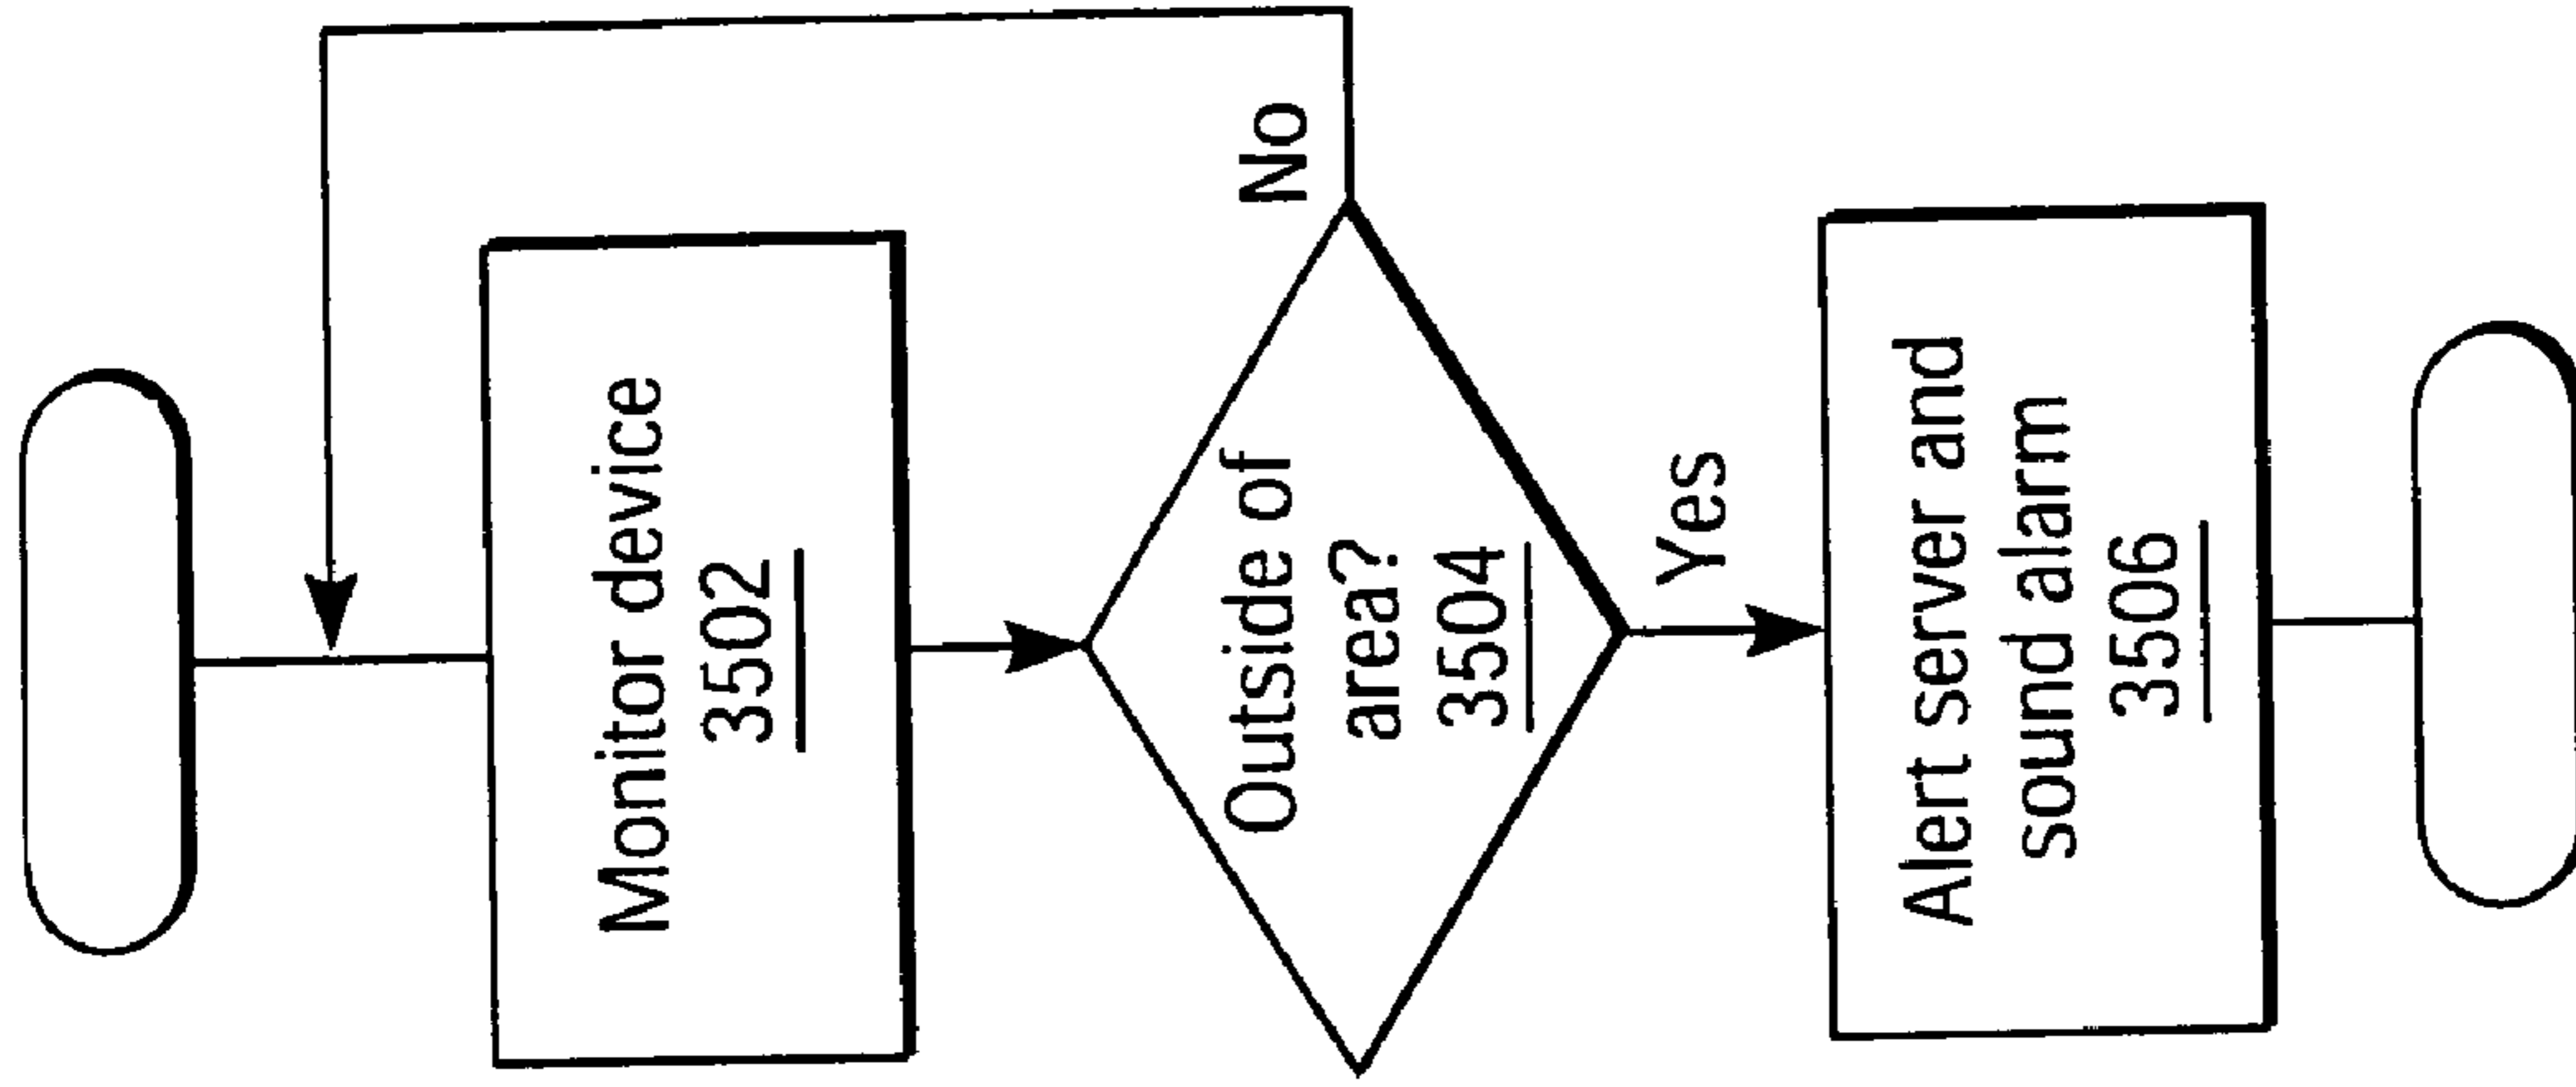 Monitor device
3502
Outside of
area?
3504
No
Yes
Alert server and
sound alarm
3506